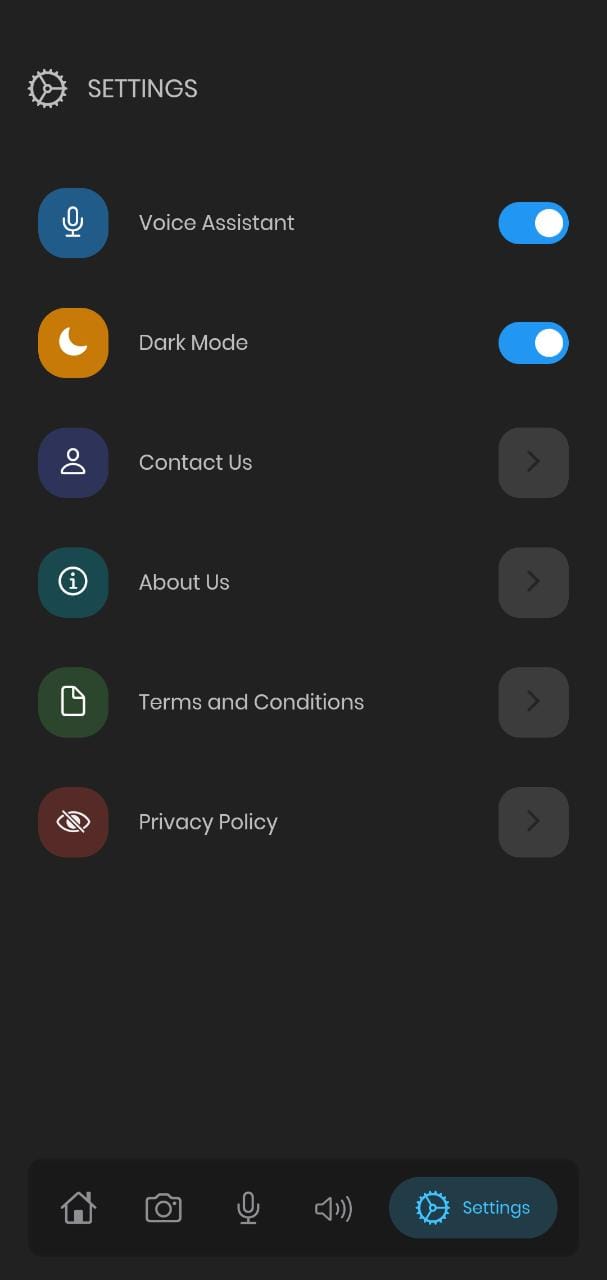 SETTINGS
Voice Assistant
Dark Mode
Contact Us
About Us
Terms and Conditions
Privacy Policy
Settings